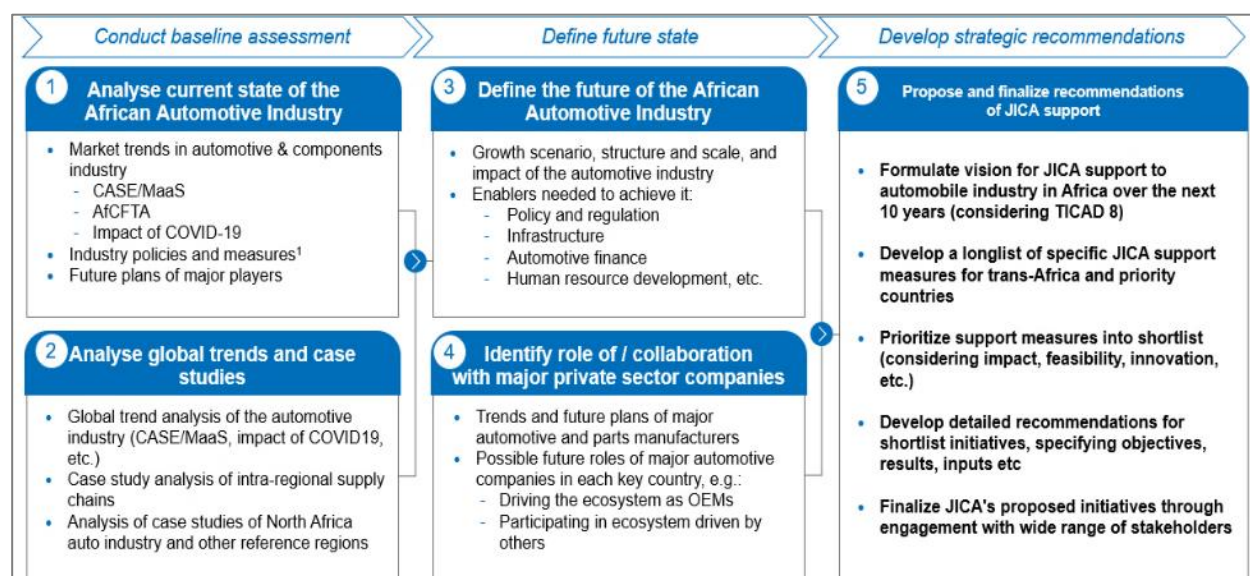 Conduct baseline assessment
Define future state
Develop strategic recommendations
1
Analyse current state of the
African Automotive Industry
• Market trends in automotive & components
industry
- CASE/MaaS
- AfCFTA
- Impact of COVID-19
• Industry policies and measures¹
• Future plans of major players
2
Analyse global trends and case
studies
• Global trend analysis of the automotive
industry (CASE/MaaS, impact of COVID19,
etc.)
• Case study analysis of intra-regional supply
chains
• Analysis of case studies of North Africa
auto industry and other reference regions
3
Define the future of the African
Automotive Industry
• Growth scenario, structure and scale, and
impact of the automotive industry
• Enablers needed to achieve it:
- Policy and regulation
- Infrastructure
- Automotive finance
- Human resource development, etc.
4
Identify role of / collaboration
with major private sector companies
• Trends and future plans of major
automotive and parts manufacturers
• Possible future roles of major automotive
companies in each key country, e.g.:
- Driving the ecosystem as OEMs
- Participating in ecosystem driven by
others
5
Propose and finalize recommendations
of JICA support
• Formulate vision for JICA support to
automobile industry in Africa over the next
10 years (considering TICAD 8)
• Develop a longlist of specific JICA support
measures for trans-Africa and priority
countries
• Prioritize support measures into shortlist
(considering impact, feasibility, innovation,
etc.)
• Develop detailed recommendations for
shortlist initiatives, specifying objectives,
results, inputs etc
• Finalize JICA's proposed initiatives through
engagement with wide range of stakeholders